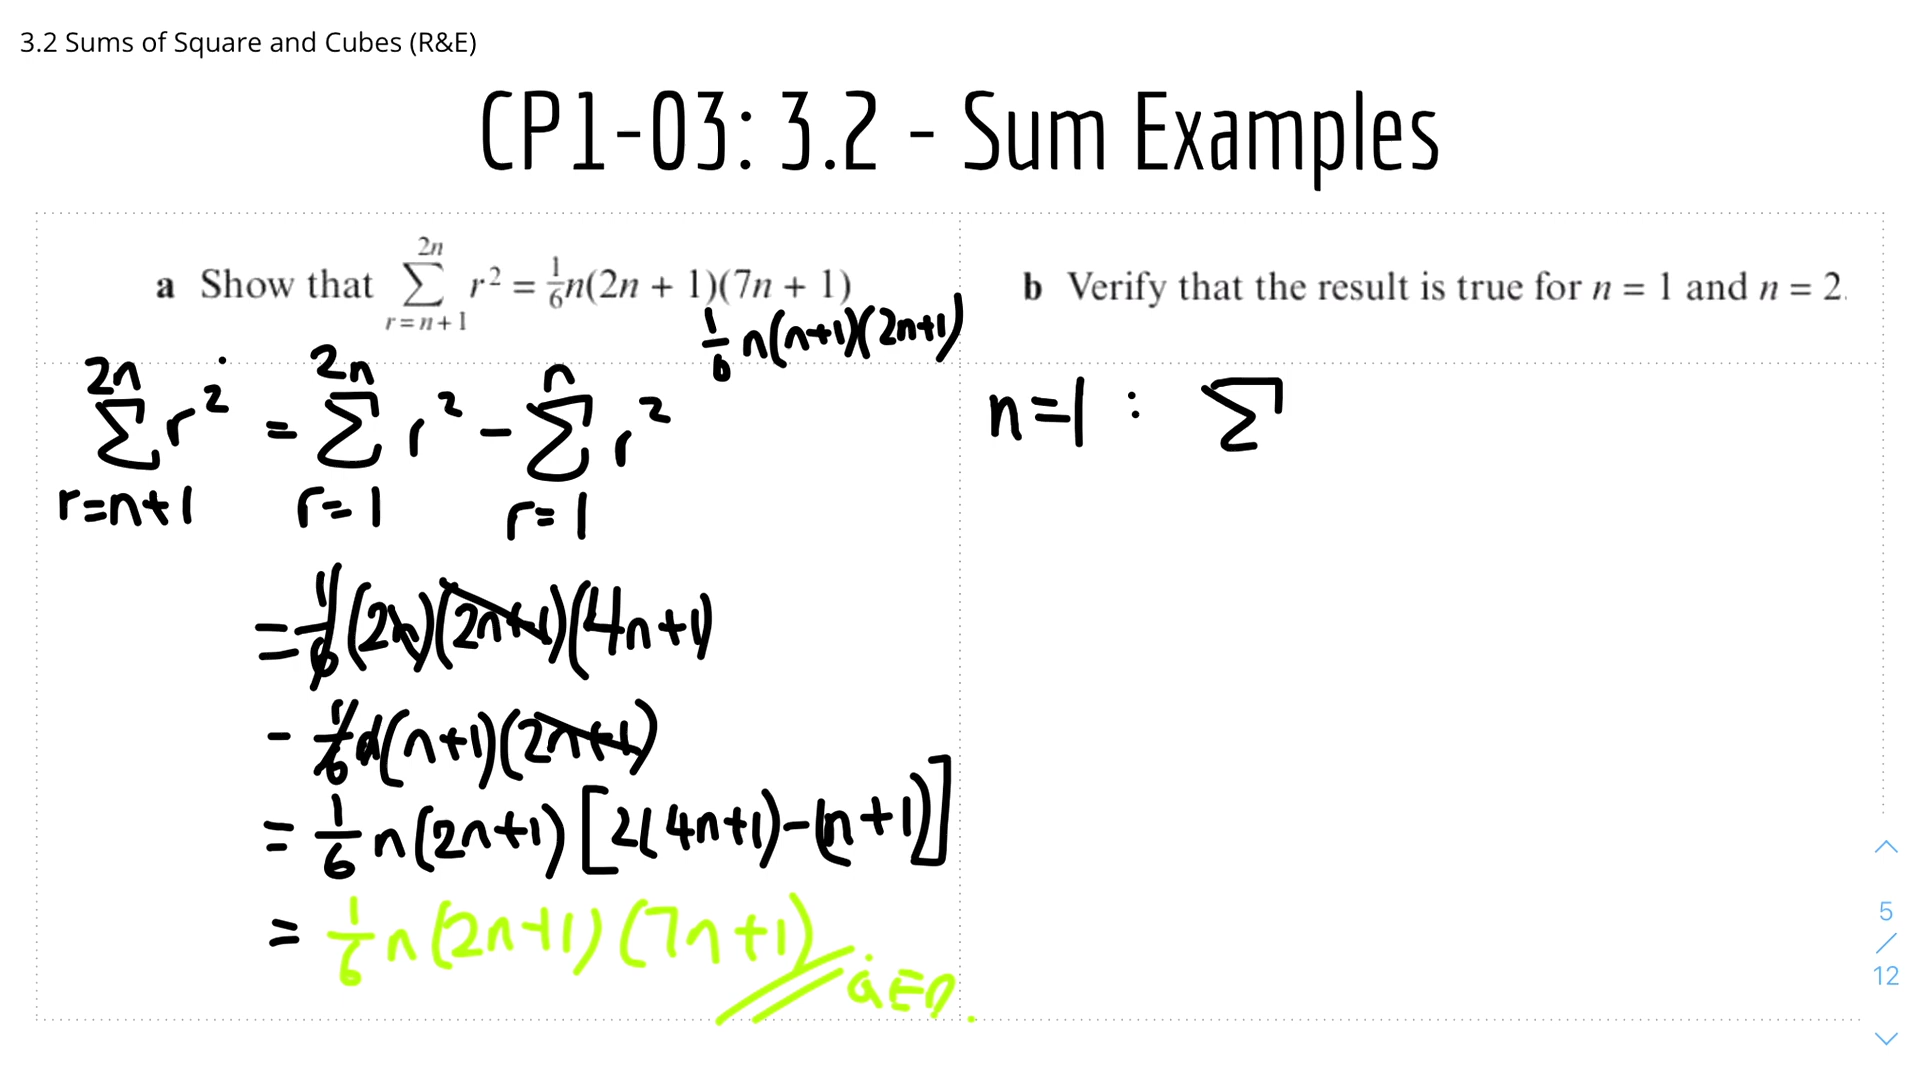 3.2 Sums of Square and Cubes (R&E)
CP1-03: 3.2 - Sum Examples
a Show that \sum_{r=n+1}^{2n} r² = 1/6 n(2n + 1)(7n + 1)
1/6 n(n+1)(2n+1)
\sum_{r=n+1}^{2n} r² = \sum_{r=1}^{2n} r² - \sum_{r=1}^{n} r²
= 1/6 (2n)(2n+1)(4n+1)
- 1/6 n(n+1)(2n+1)
= 1/6 n(2n+1) [2(4n+1)-(n+1)]
= 1/6 n(2n+1)(7n+1)
QED.
b Verify that the result is true for n = 1 and n = 2.
n=1 : Σ
5
/
12